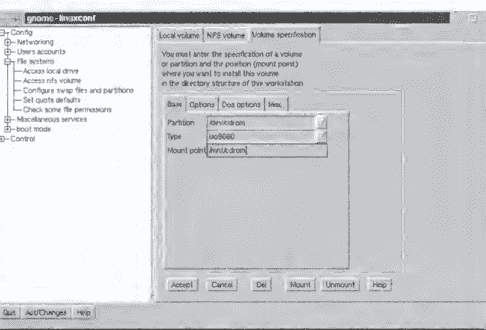 gnome-linuxconf
Config
Networking
Users accounts
File systems
Access local drive
Access nfs volume
Configure swap files and partitions
Set quota defaults
Check some file permissions
Miscellaneous services
boot mode
Control
Local volume NFS volume Volume specification
You must enter the specification of a volume
or partition and the position (mount point)
where you want to install this volume
in the directory structure of this workstation
Base Options Dos options Misc.
Partition /dev/cdrom
Type iso9660
Mount point /mnt/cdrom
Accept Cancel Del Mount Unmount Help
Quit Act/Changes Help